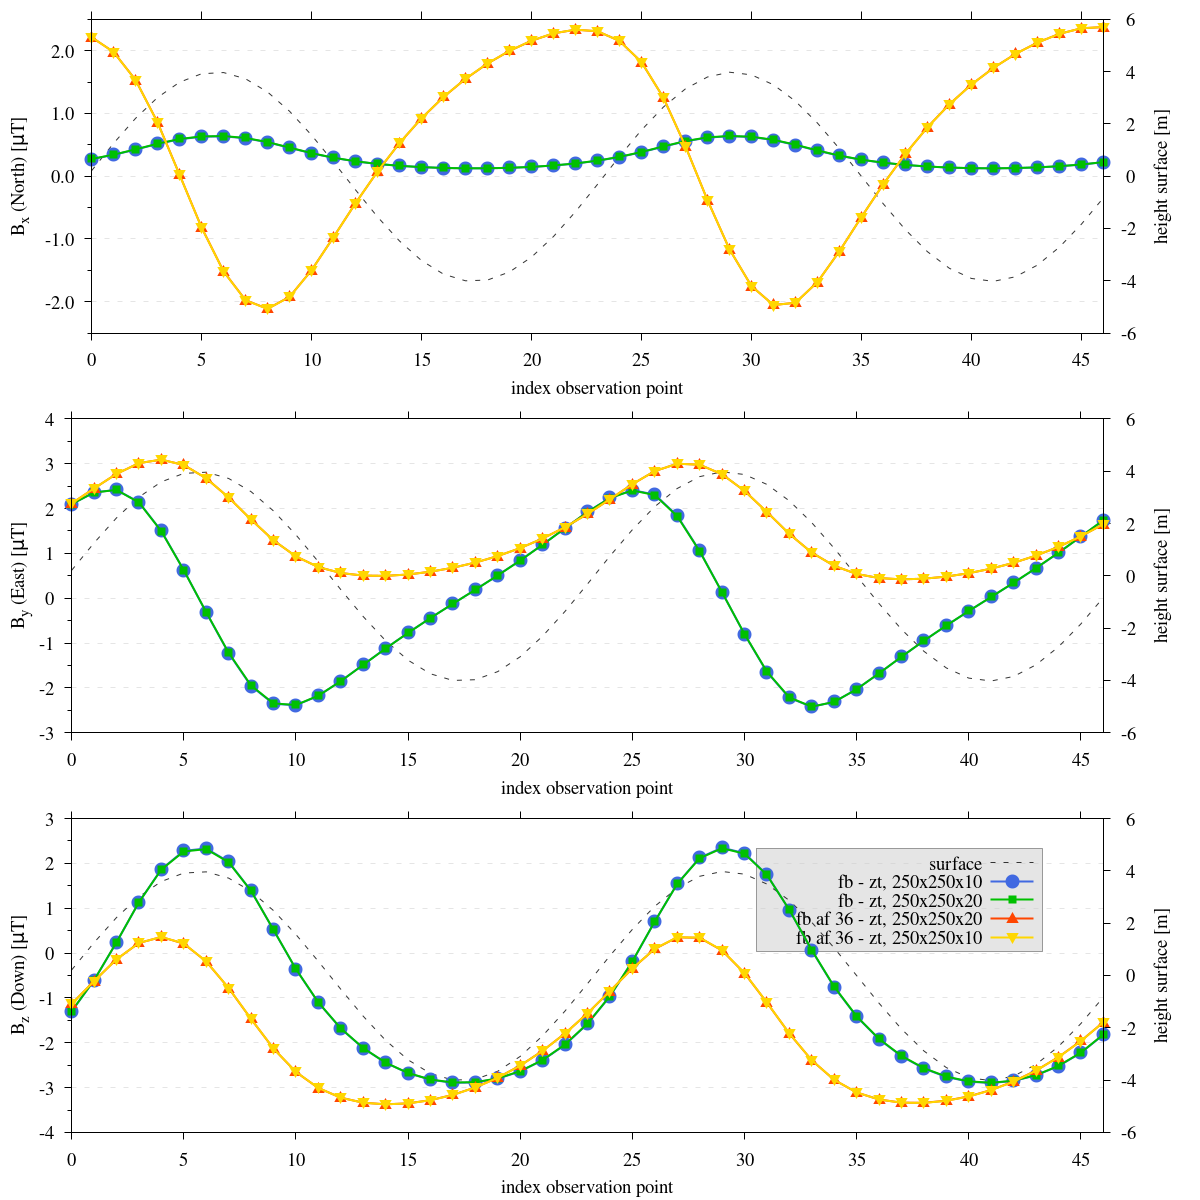 2.0
1.0
0.0
-1.0
-2.0
6
4
2
0
-2
-4
-6
Bx (North) [µT]
height surface [m]
0 5 10 15 20 25 30 35 40 45
index observation point
4
3
2
1
0
-1
-2
-3
6
4
2
0
-2
-4
-6
By (East) [µT]
height surface [m]
0 5 10 15 20 25 30 35 40 45
index observation point
3
2
1
0
-1
-2
-3
-4
6
4
2
0
-2
-4
-6
Bz (Down) [µT]
height surface [m]
surface
fb - zt, 250x250x10
fb - zt, 250x250x20
fb af 36 - zt, 250x250x20
fb af 36 - zt, 250x250x10
0 5 10 15 20 25 30 35 40 45
index observation point